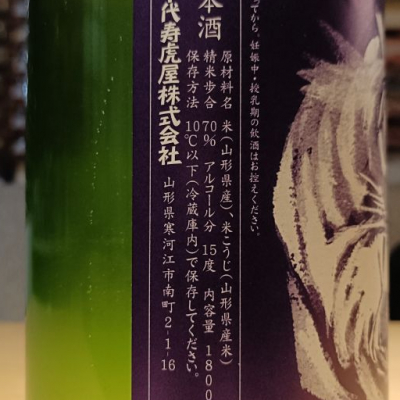 ってから。妊娠中・授乳期の飲酒はお控えください。
本酒
原材料名 米(山形県産)、米こうじ(山形県産米)
精米歩合 70% アルコール分 15度 内容量 1800
保存方法 10℃以下(冷蔵庫内)で保存してください。
代寿虎屋株式会社
山形県寒河江市南町2-1-16